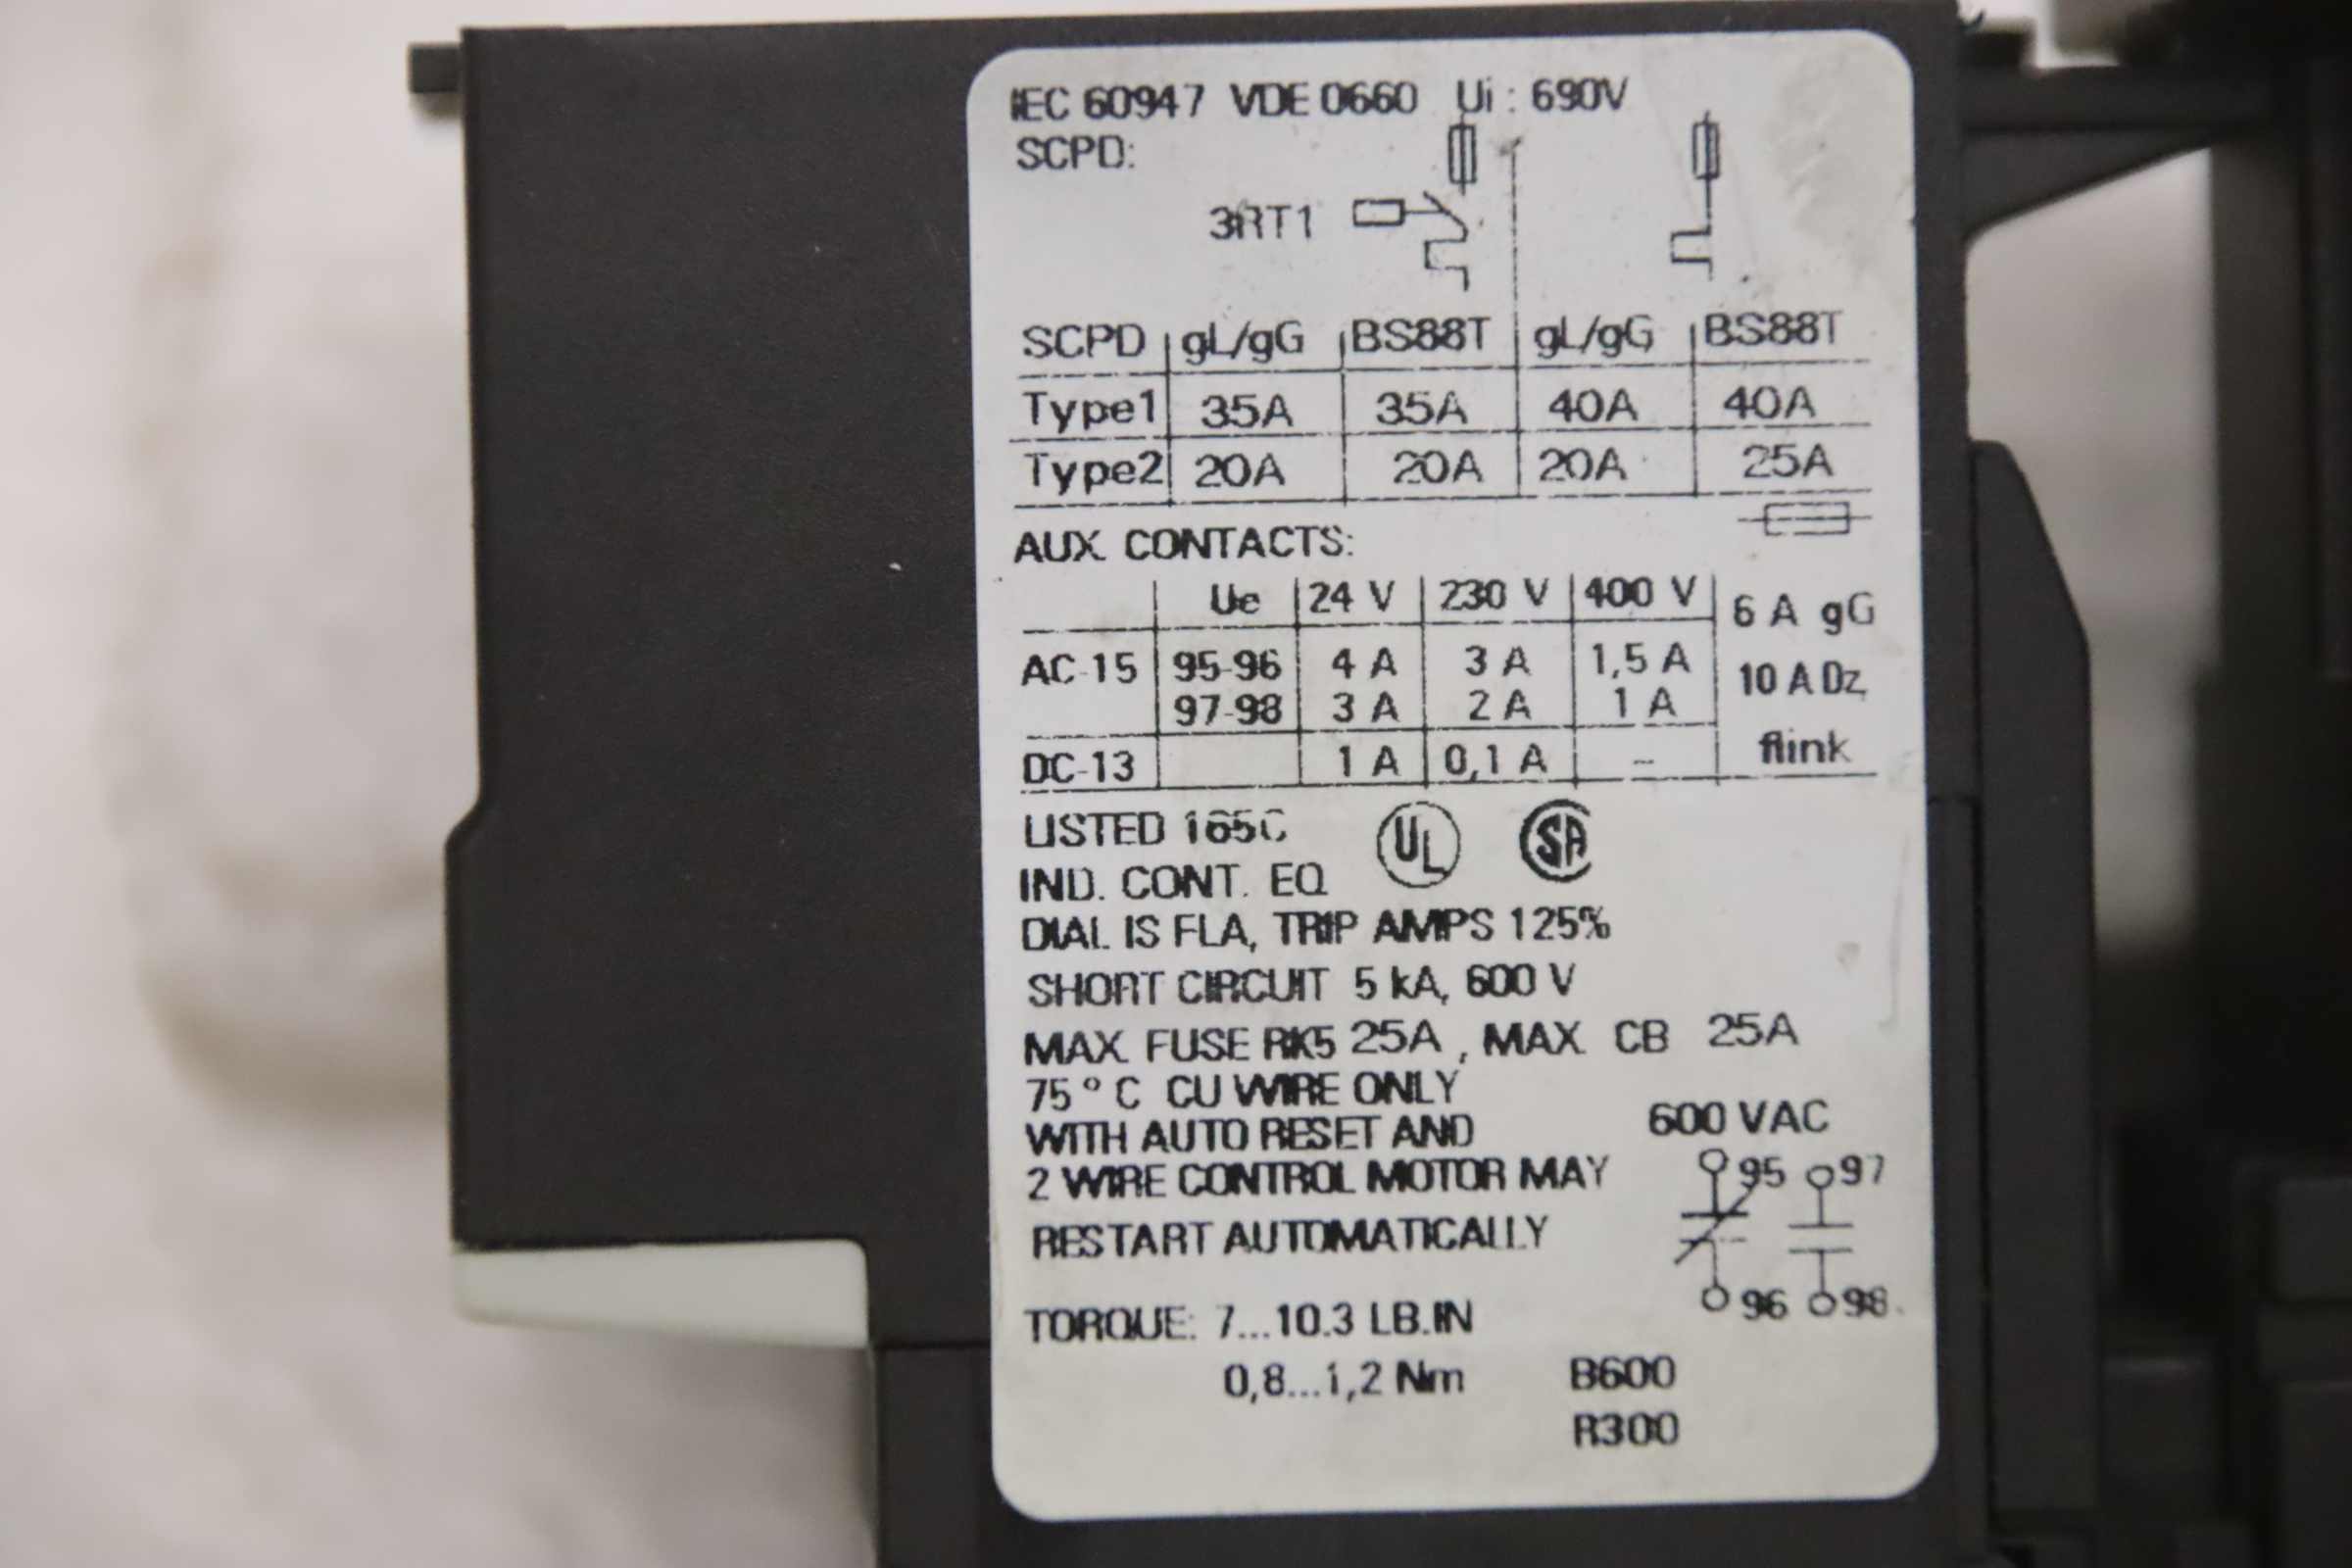 IEC 60947 VDE 0660 Ui : 690V
SCPD:
3RT1
SCPD gL/gG BS88T gL/gG BS88T
Type1 35A 35A 40A 40A
Type2 20A 20A 20A 25A
AUX. CONTACTS:
Ue 24 V 230 V 400 V 6 A gG
AC-15 95-96 4 A 3 A 1,5 A 10 A Dz,
97-98 3 A 2 A 1 A
DC-13 1 A 0,1 A – flink
LISTED 165C UL SA
IND. CONT. EQ
DIAL IS FLA, TRIP AMPS 125%
SHORT CIRCUIT 5 kA, 600 V
MAX. FUSE RK5 25A , MAX. CB 25A
75°C CU WIRE ONLY
WITH AUTO RESET AND 600 VAC
2 WIRE CONTROL MOTOR MAY 95 97
RESTART AUTOMATICALLY
96 98
TORQUE: 7...10.3 LB.IN
0,8...1,2 Nm B600
R300